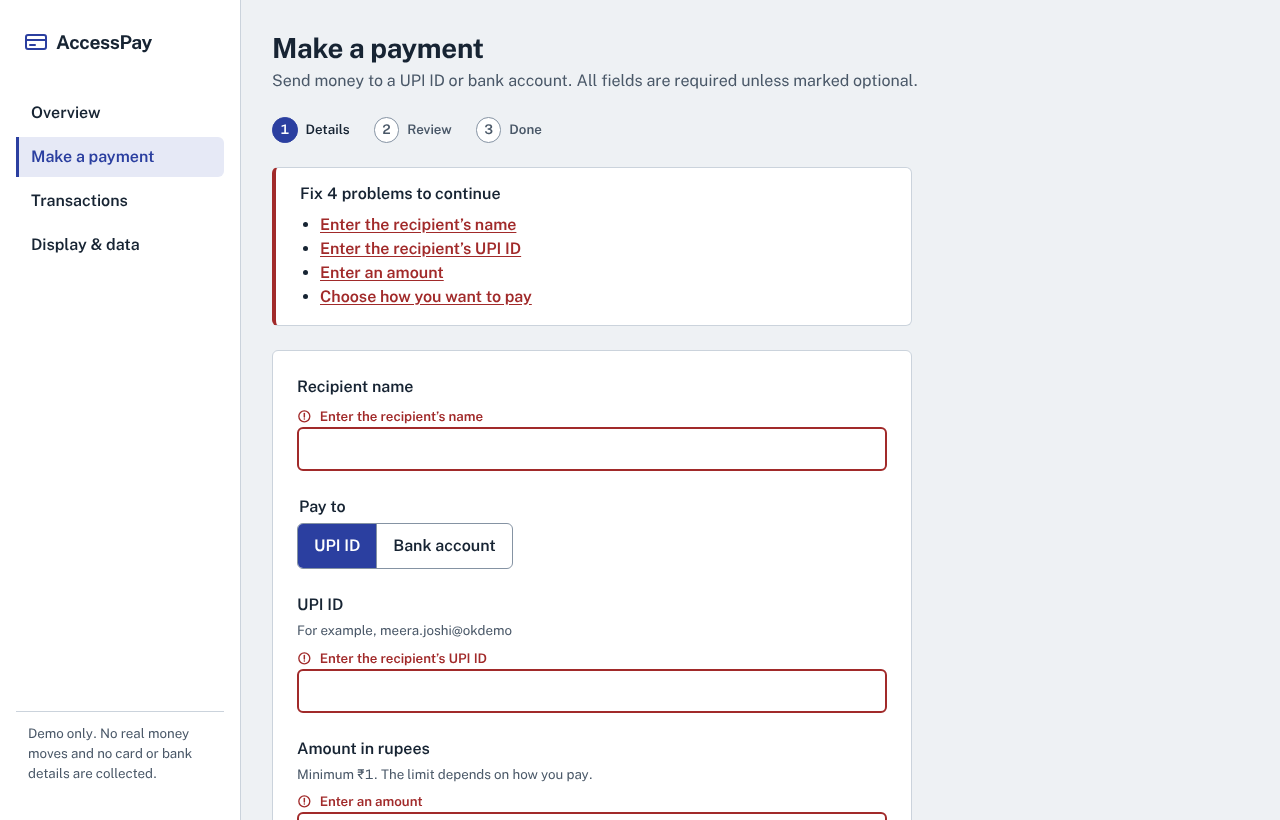 AccessPay
Overview
Make a payment
Transactions
Display & data
Demo only. No real money
moves and no card or bank
details are collected.
Make a payment
Send money to a UPI ID or bank account. All fields are required unless marked optional.
1 Details 2 Review 3 Done
Fix 4 problems to continue
Enter the recipient’s name
Enter the recipient’s UPI ID
Enter an amount
Choose how you want to pay
Recipient name
Enter the recipient’s name
Pay to
UPI ID Bank account
UPI ID
For example, meera.joshi@okdemo
Enter the recipient’s UPI ID
Amount in rupees
Minimum ₹1. The limit depends on how you pay.
Enter an amount